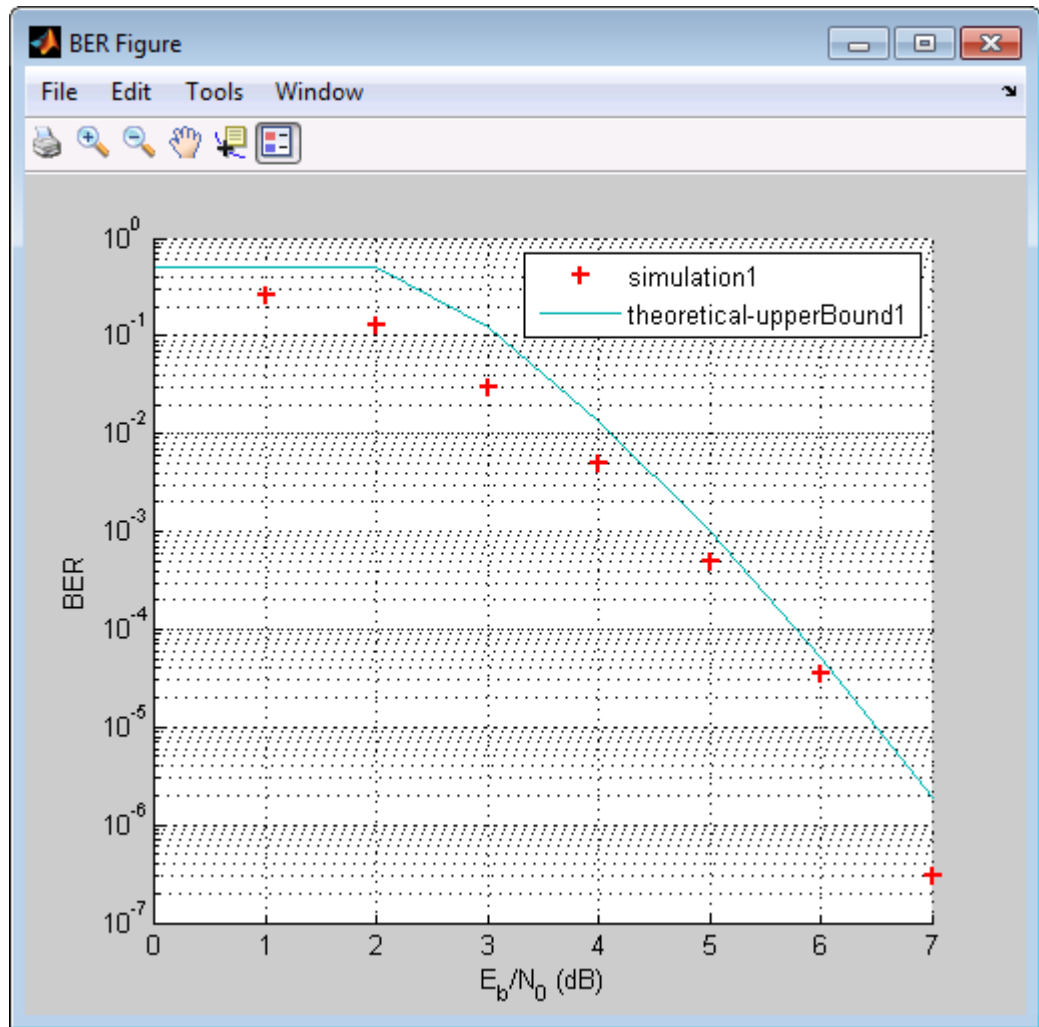 BER Figure
File Edit Tools Window
10^0
10^-1
10^-2
10^-3
10^-4
10^-5
10^-6
10^-7
BER
simulation1
theoretical-upperBound1
0 1 2 3 4 5 6 7
E_b/N_0 (dB)